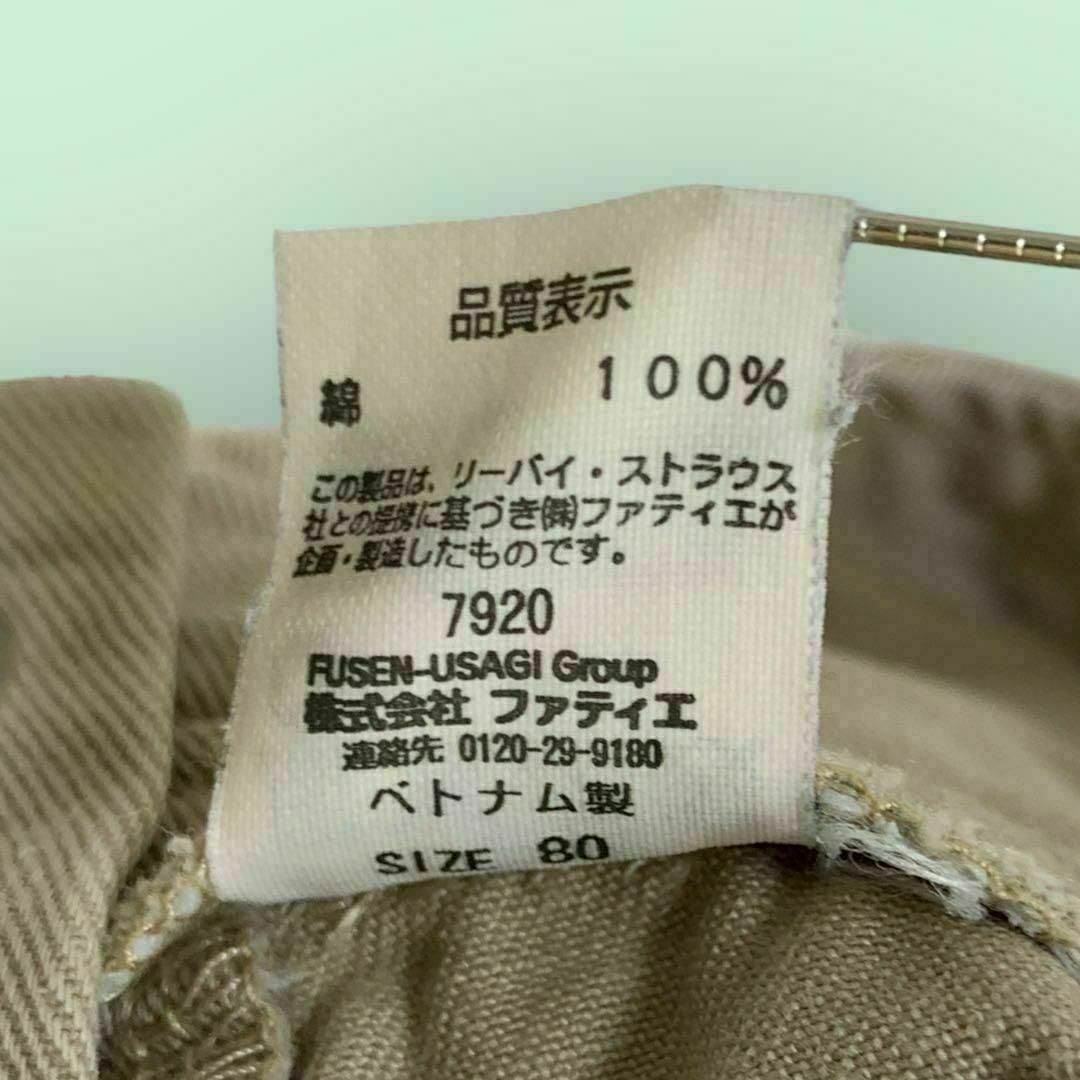 品質表示
綿 100%
この製品は、リーバイ・ストラウス
社との提携に基づき㈱ファティエが
企画・製造したものです。
7920
FUSEN-USAGI Group
株式会社 ファティエ
連絡先 0120-29-9180
ベトナム製
SIZE 80